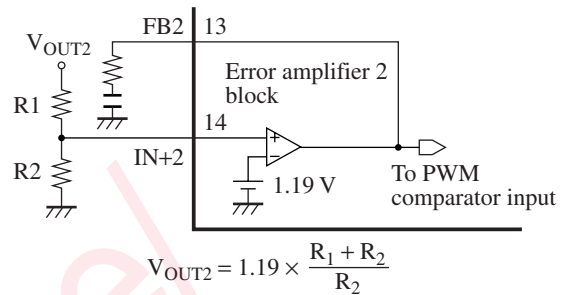 FB2 13
VOUT2
Error amplifier 2
block
R1
14
+
−
IN+2
R2
1.19 V
To PWM
comparator input
VOUT2 = 1.19 × (R1 + R2) / R2